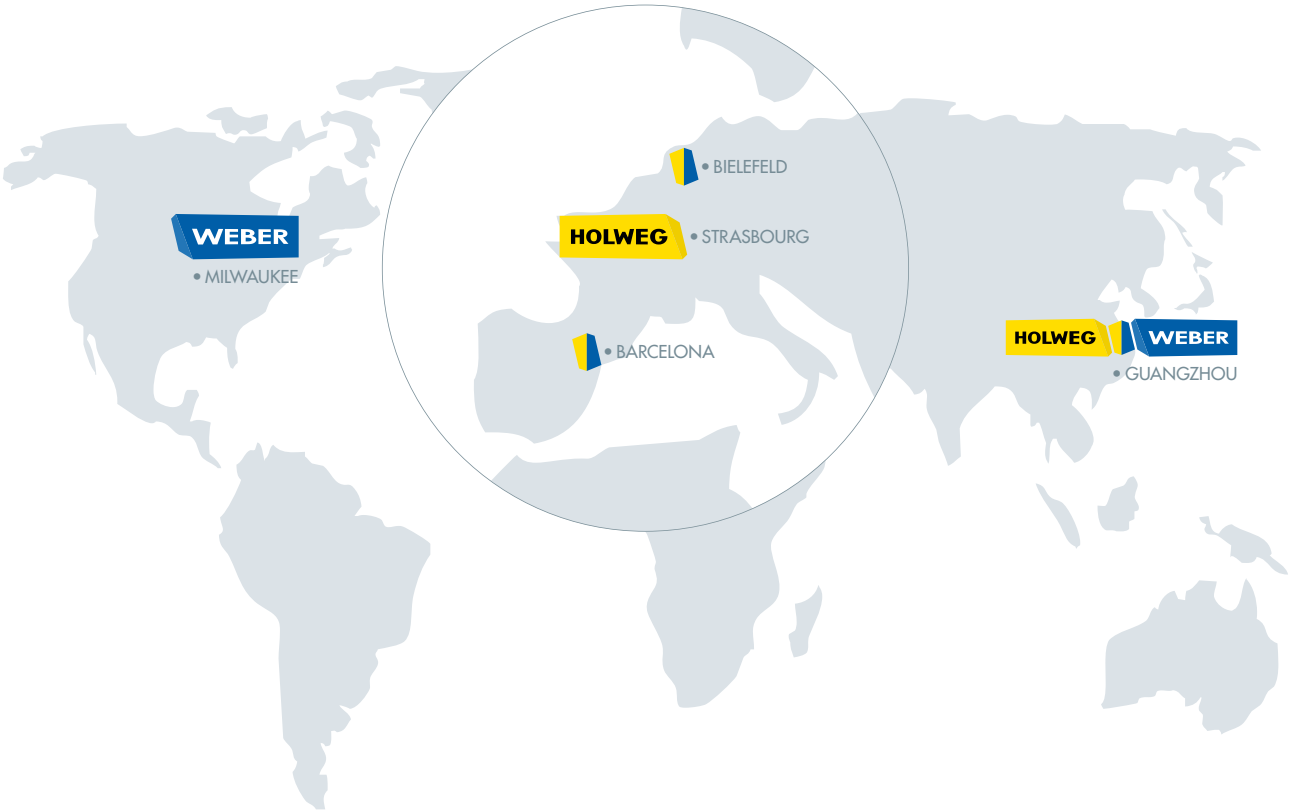 • BIELEFELD
WEBER
• MILWAUKEE
HOLWEG
• STRASBOURG
• BARCELONA
HOLWEG WEBER
• GUANGZHOU